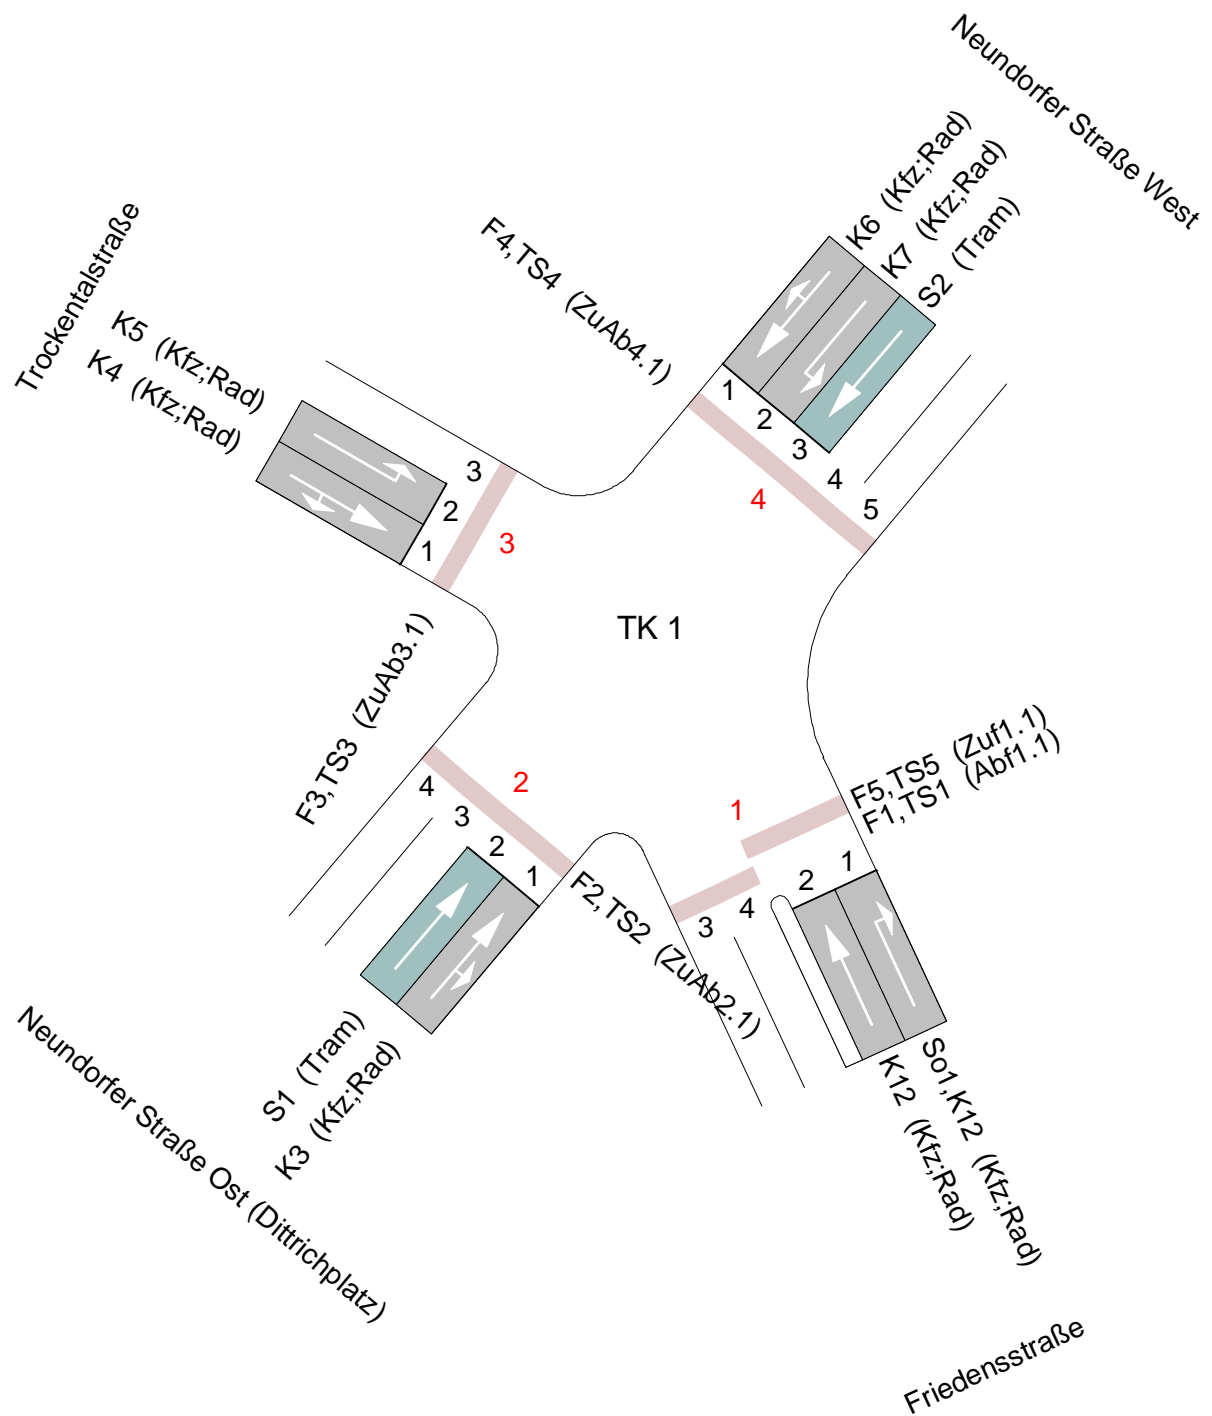 Neundorfer Straße West
K6 (Kfz;Rad)
K7 (Kfz;Rad)
S2 (Tram)
F4,TS4 (ZuAb4.1)
Trockentalstraße
K5 (Kfz;Rad)
K4 (Kfz;Rad)
1
2
3
4
5
4
3
2
1
3
TK 1
F3,TS3 (ZuAb3.1)
4
3
2
1
2
F5,TS5 (Zuf1.1)
F1,TS1 (Abf1.1)
1
2
1
3
4
F2,TS2 (ZuAb2.1)
S1 (Tram)
K3 (Kfz;Rad)
Neundorfer Straße Ost (Dittrichplatz)
So1,K12 (Kfz;Rad)
K12 (Kfz;Rad)
Friedensstraße